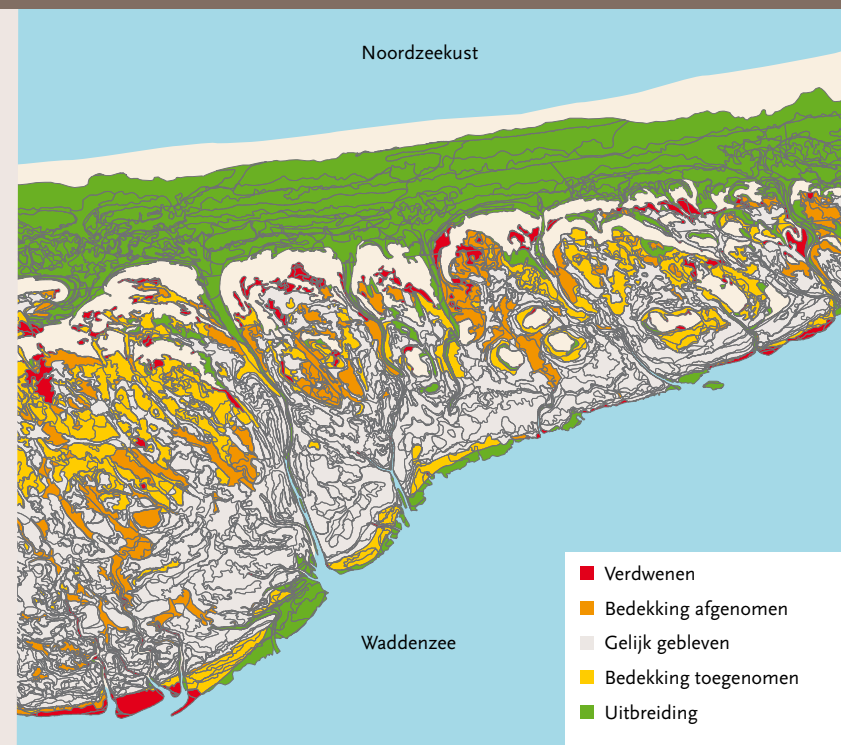 Noordzeekust
Waddenzee
Verdwenen
Bedekking afgenomen
Gelijk gebleven
Bedekking toegenomen
Uitbreiding